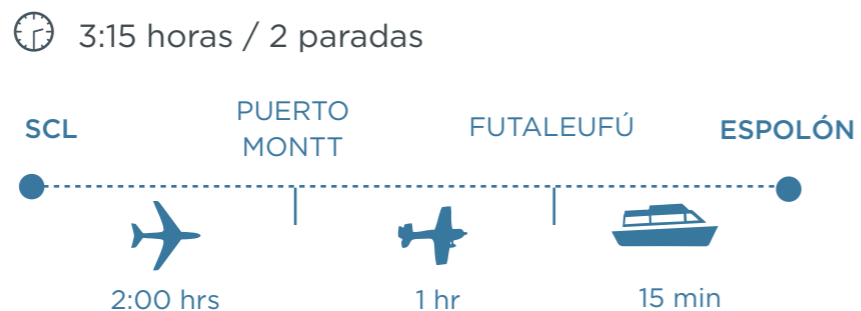 3:15 horas / 2 paradas
SCL
PUERTO
MONTT
FUTALEUFÚ
ESPOLÓN
2:00 hrs
1 hr
15 min